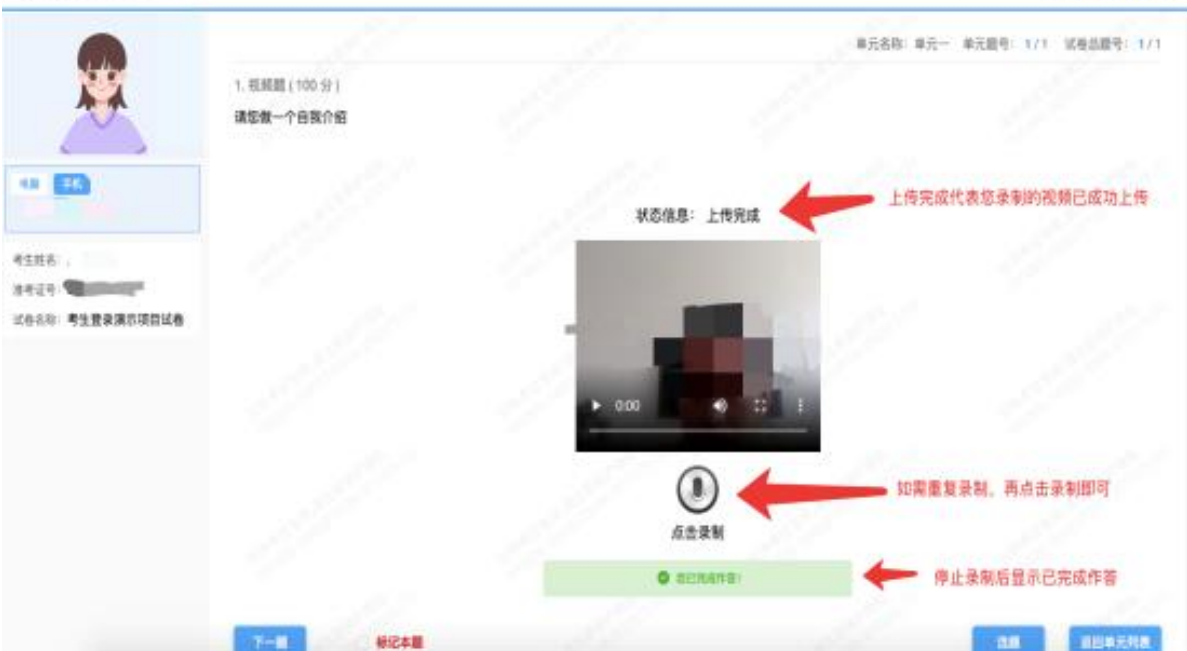 单元名称：单元一 单元题号：1/1 试卷总题号：1/1
1. 视频题 ( 100 分 )
请您做一个自我介绍
电脑 手机
上传完成代表您录制的视频已成功上传
状态信息： 上传完成
考生姓名：
准考证号：
试卷名称：考生登录演示项目试卷
0:00
如需重复录制，再点击录制即可
点击录制
您已完成作答！
停止录制后显示已完成作答
下一题 标记本题 选题 返回单元列表